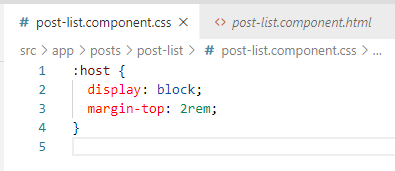 # post-list.component.css ×
<> post-list.component.html
src > app > posts > post-list > # post-list.component.css > ...
1 :host {
2 display: block;
3 margin-top: 2rem;
4 }
5